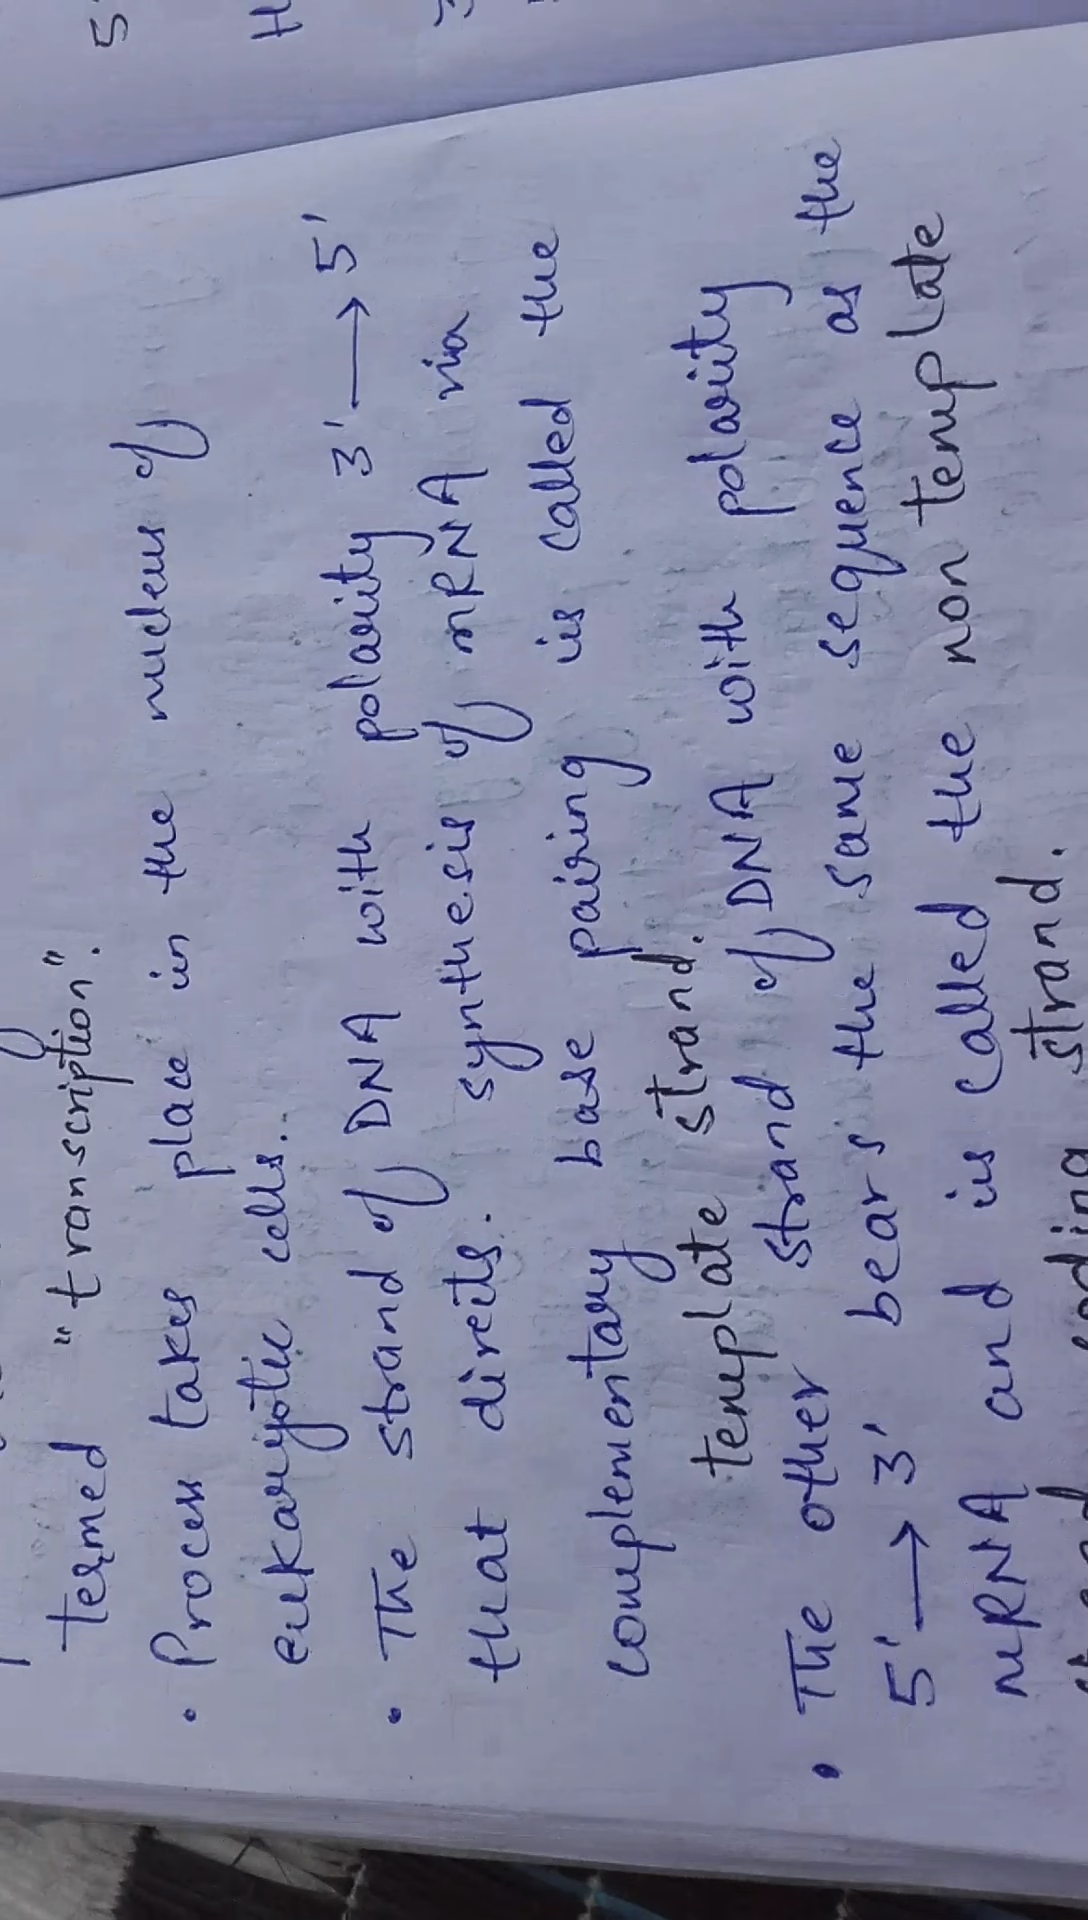 termed "transcription".
• Process takes place in the nucleus of
eukaryotic cells.
• The strand of DNA with polarity 3' ⟶ 5'
that direits. synthesis of mRNA via
complementary base pairing is called the
template strand.
• The other strand of DNA with polarity
5' ⟶ 3' bears the same sequence as the
mRNA and is called the non template
strand.